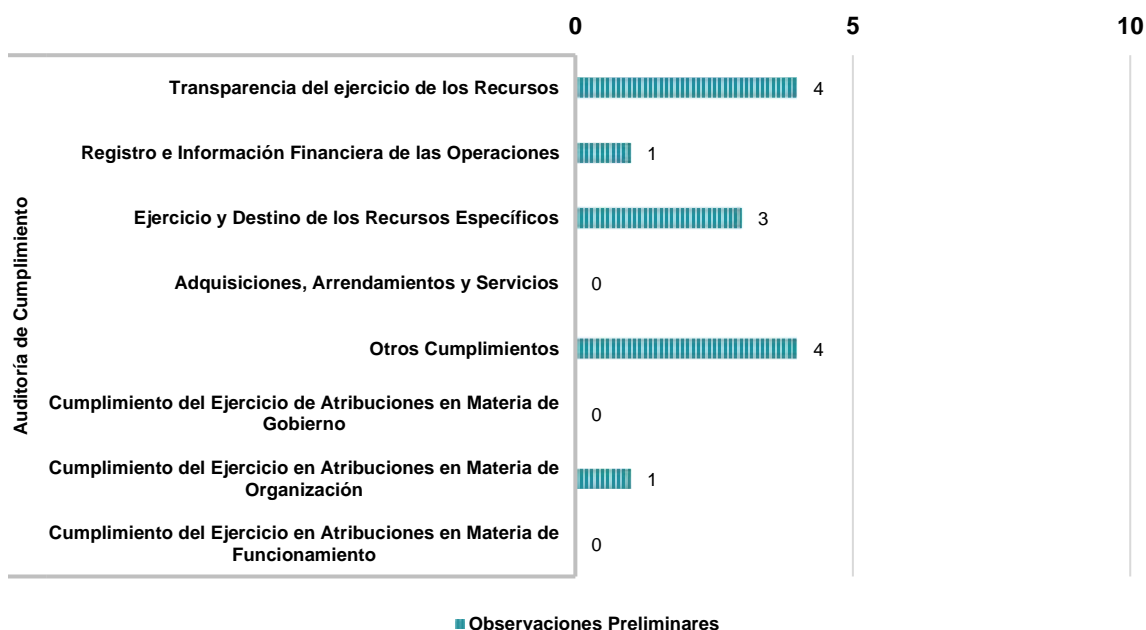 0 5 10
Transparencia del ejercicio de los Recursos 4
Registro e Información Financiera de las Operaciones 1
Ejercicio y Destino de los Recursos Específicos 3
Adquisiciones, Arrendamientos y Servicios 0
Otros Cumplimientos 4
Cumplimiento del Ejercicio de Atribuciones en Materia de
Gobierno 0
Cumplimiento del Ejercicio en Atribuciones en Materia de
Organización 1
Cumplimiento del Ejercicio en Atribuciones en Materia de
Funcionamiento 0
Auditoría de Cumplimiento
Observaciones Preliminares